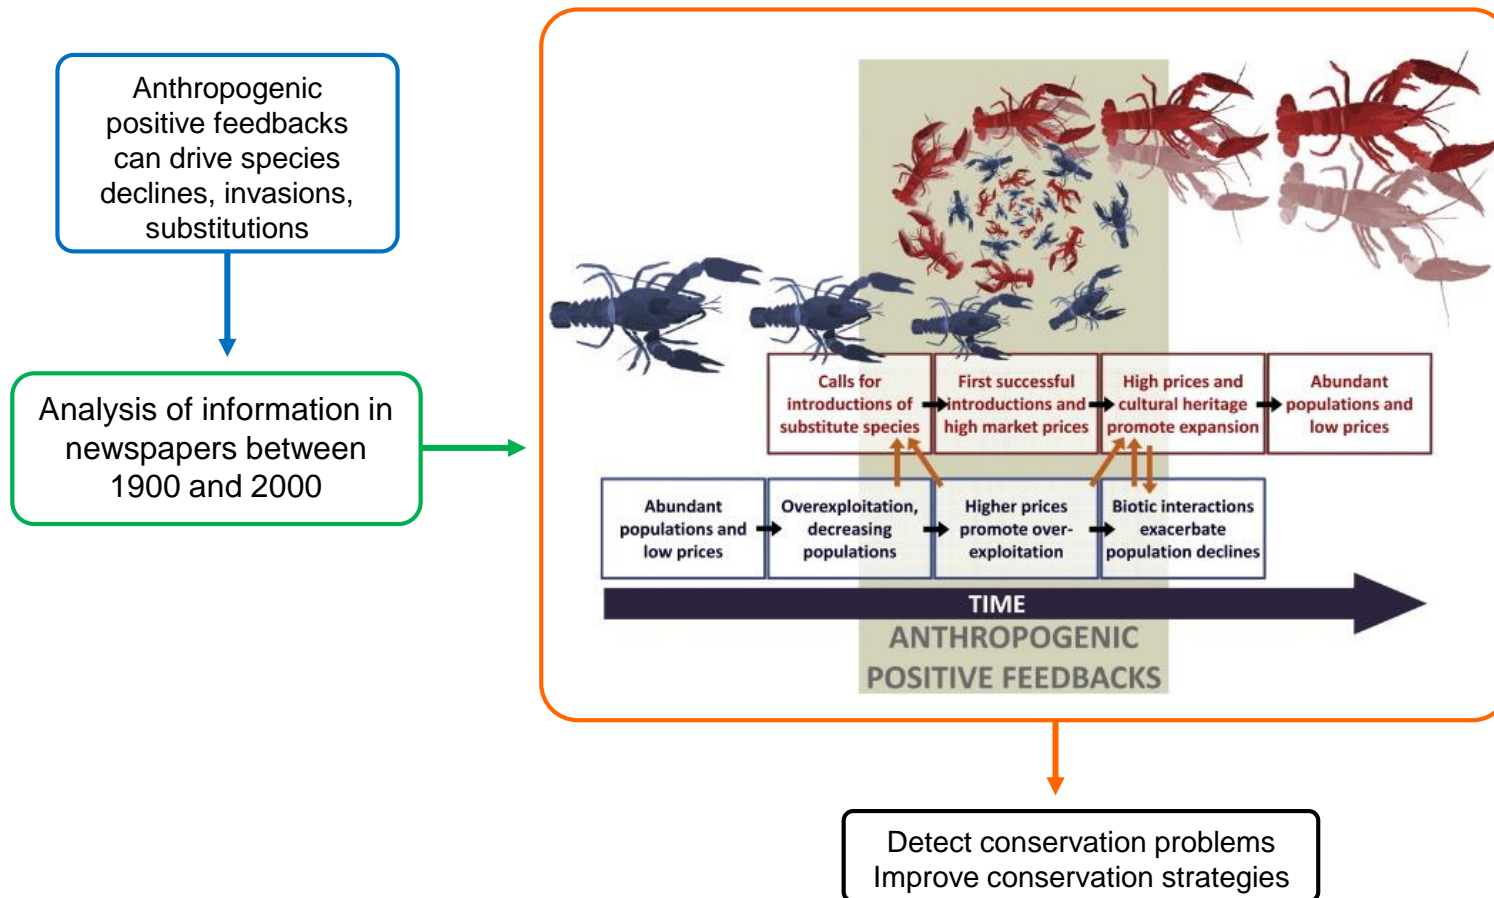 Anthropogenic
positive feedbacks
can drive species
declines, invasions,
substitutions
Analysis of information in
newspapers between
1900 and 2000
Calls for
introductions of
substitute species
First successful
introductions and
high market prices
High prices and
cultural heritage
promote expansion
Abundant
populations and
low prices
Abundant
populations and
low prices
Overexploitation,
decreasing
populations
Higher prices
promote over-
exploitation
Biotic interactions
exacerbate
population declines
TIME
ANTHROPOGENIC
POSITIVE FEEDBACKS
Detect conservation problems
Improve conservation strategies